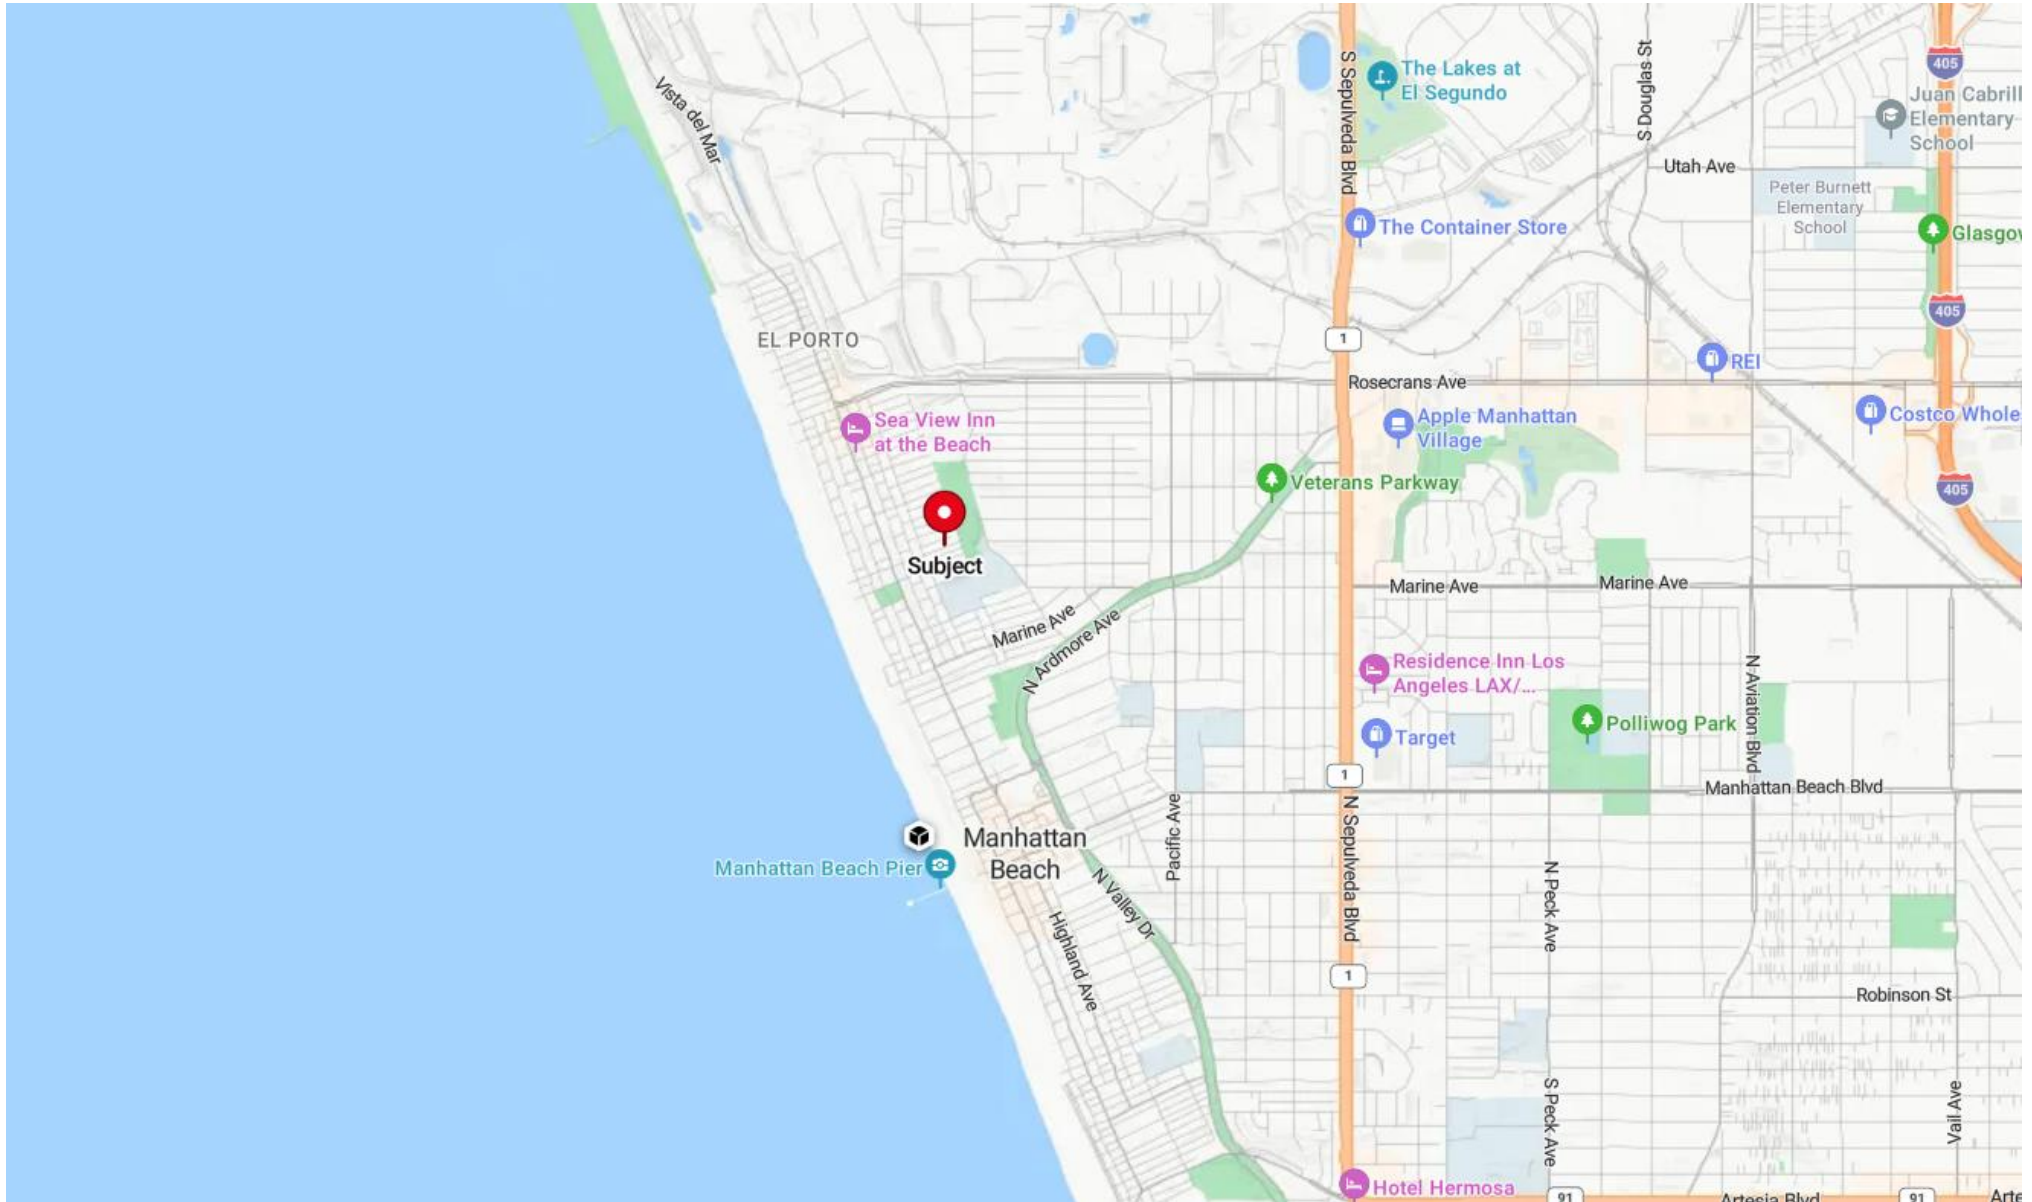 405
The Lakes at
El Segundo
Juan Cabrill
Elementary
School
S Sepulveda Blvd
S Douglas St
Vista del Mar
Utah Ave
Peter Burnett
Elementary
School
The Container Store
Glasgov
405
EL PORTO
1
REI
Rosecrans Ave
Sea View Inn
at the Beach
Apple Manhattan
Village
Costco Whole
Veterans Parkway
405
Subject
Marine Ave
Marine Ave
Marine Ave
N Ardmore Ave
Residence Inn Los
Angeles LAX/...
N Aviation Blvd
Polliwog Park
Target
1
Manhattan Beach Blvd
Manhattan
Beach
Manhattan Beach Pier
Pacific Ave
N Sepulveda Blvd
N Valley Dr
N Peck Ave
Highland Ave
1
Robinson St
S Peck Ave
Vail Ave
Hotel Hermosa
91
Artesia Blvd
91
Arte